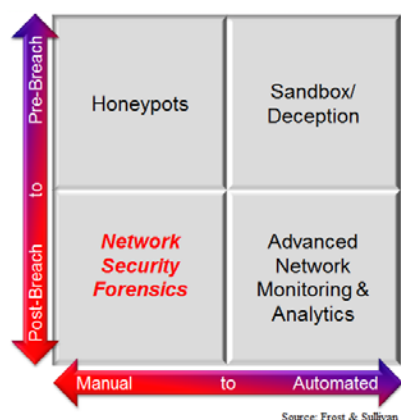 Pre-Breach
to
Post-Breach
Honeypots
Sandbox/
Deception
Network
Security
Forensics
Advanced
Network
Monitoring &
Analytics
Manual to Automated
Source: Frost & Sullivan